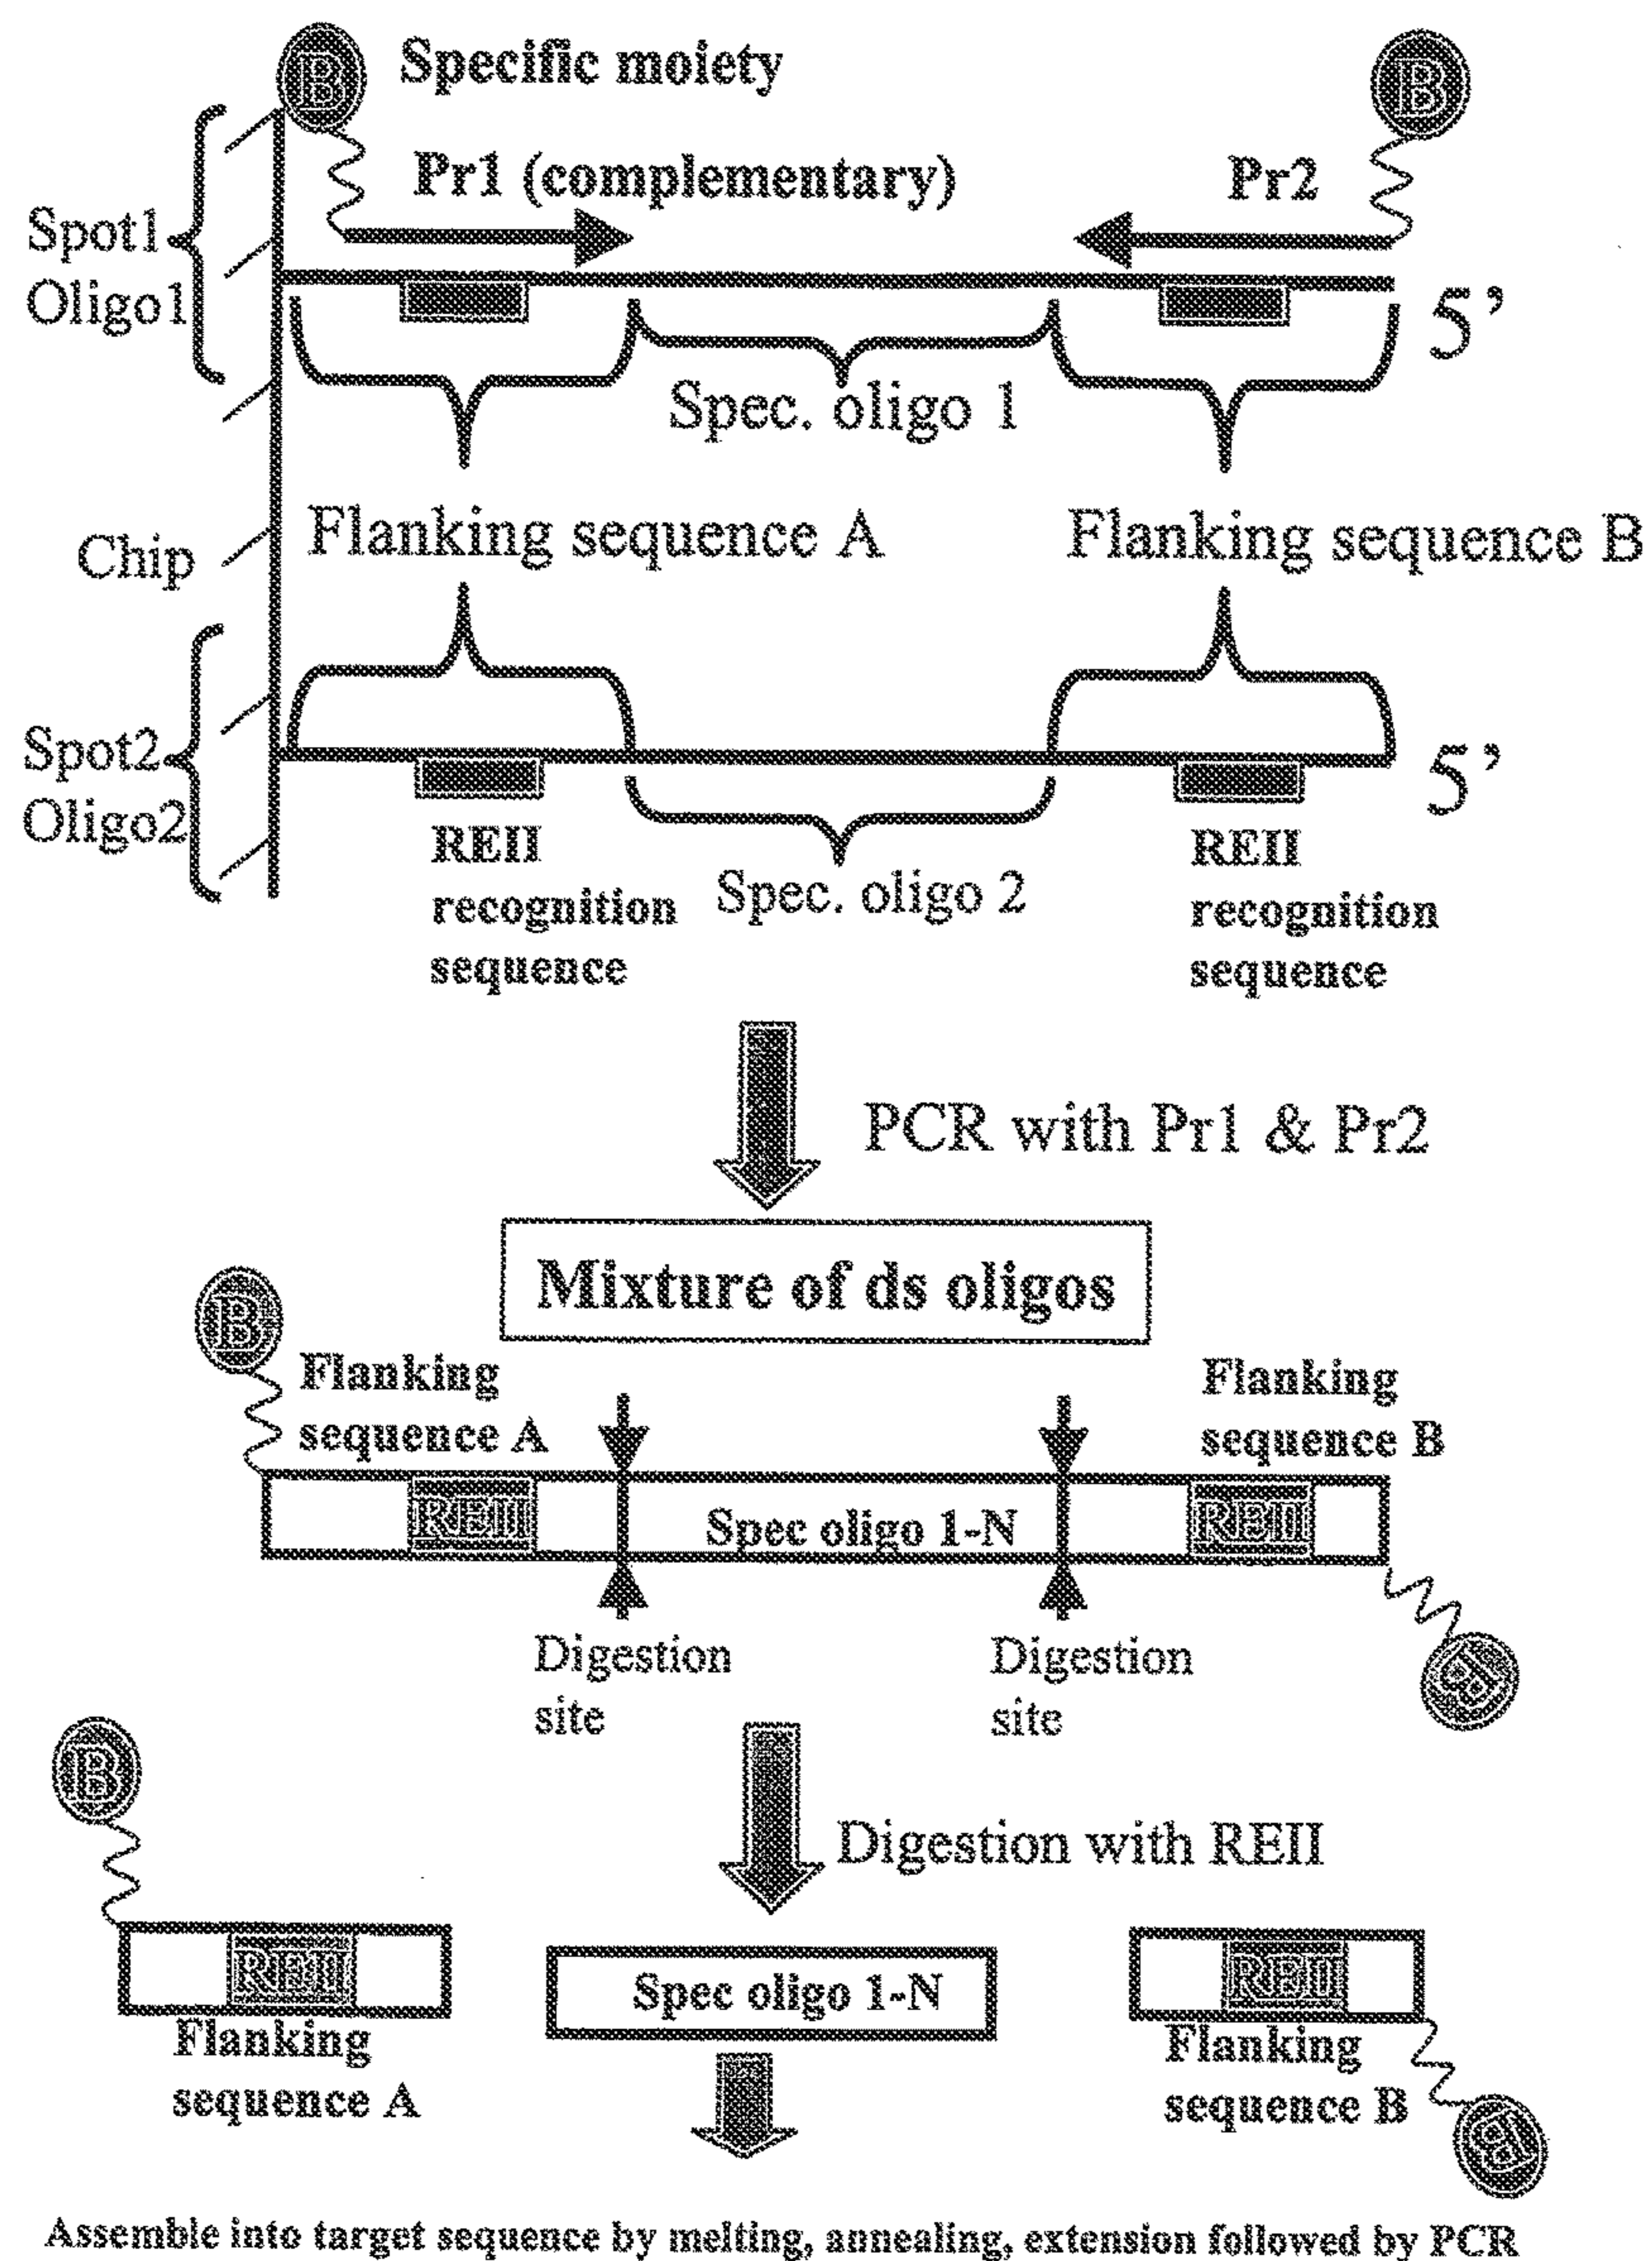 B
Specific moiety
B
Pr1 (complementary)
Pr2
Spot1
Oligo1
5’
Spec. oligo 1
Chip
Flanking sequence A
Flanking sequence B
Spot2
Oligo2
5’
REII
recognition
sequence
Spec. oligo 2
REII
recognition
sequence
PCR with Pr1 & Pr2
Mixture of ds oligos
B
Flanking
sequence A
Flanking
sequence B
REII
Spec oligo 1-N
REII
Digestion
site
Digestion
site
B
B
Digestion with REII
REII
Spec oligo 1-N
REII
Flanking
sequence A
Flanking
sequence B
B
Assemble into target sequence by melting, annealing, extension followed by PCR